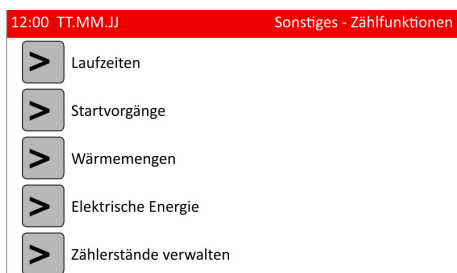 12:00 TT.MM.JJ Sonstiges - Zählfunktionen
> Laufzeiten
> Startvorgänge
> Wärmemengen
> Elektrische Energie
> Zählerstände verwalten